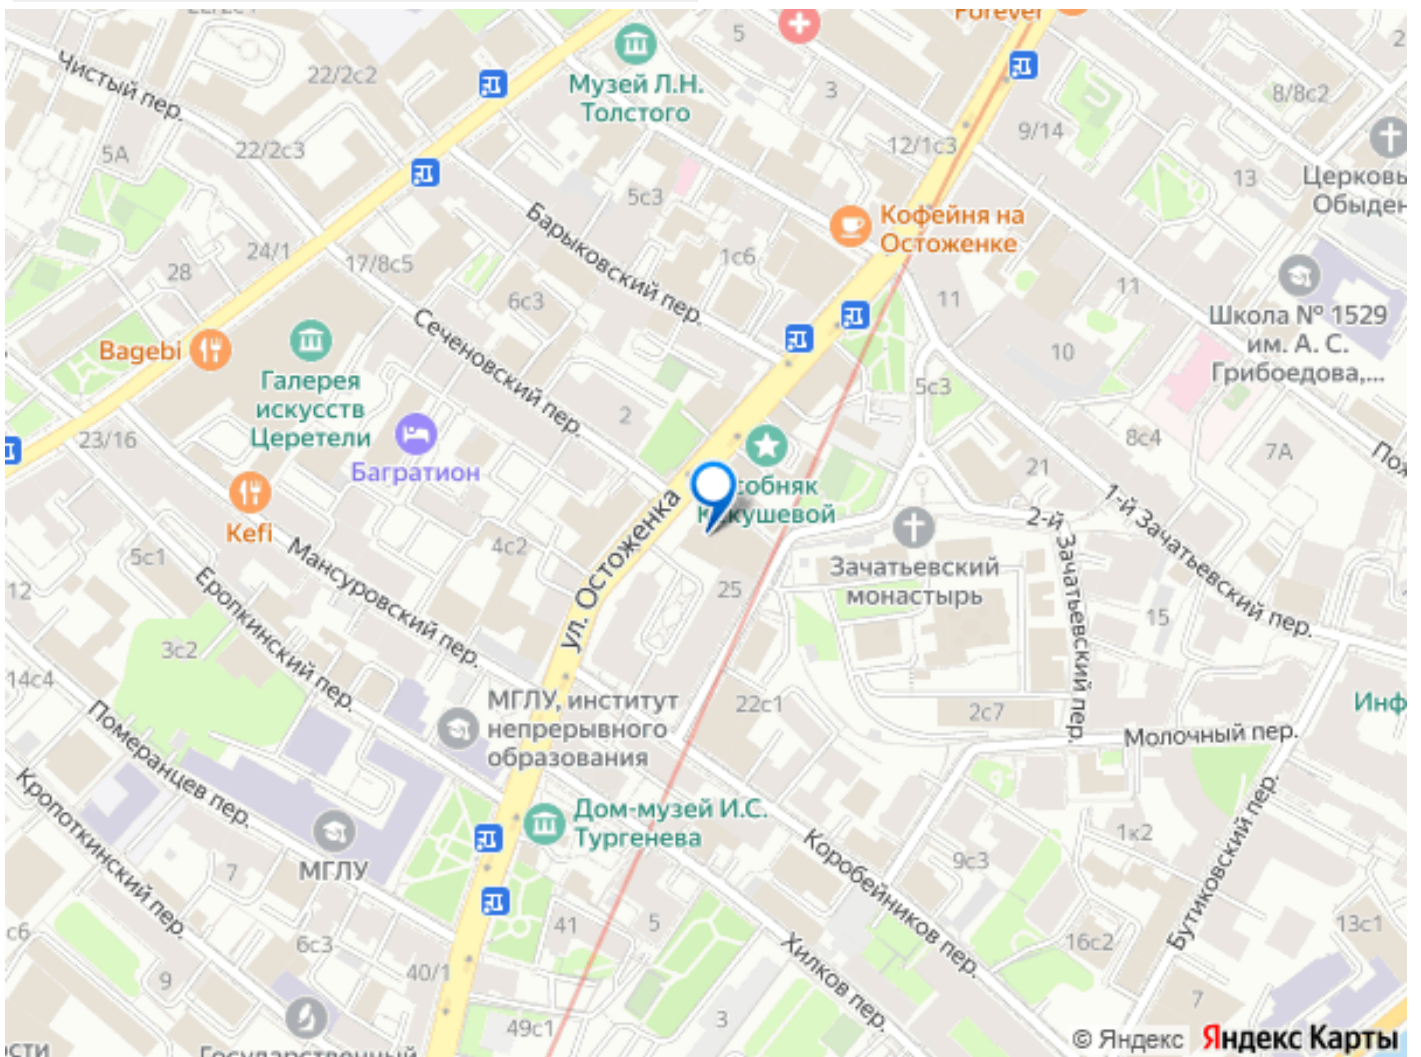 Forever
5
Чистый пер.
22/2с2
Музей Л.Н.
Толстого
3
8/8с2
9/14
12/1с3
5А
22/2с3
5с3
13
Церковь
Обыден
Кофейня на
Остоженке
Барыковский пер.
1с6
24/1
17/8с5
28
6с3
11
11
Школа № 1529
им. А. С.
Грибоедова,...
Bagebi
Сеченовский пер.
10
Галерея
искусств
Церетели
5с3
2
23/16
8с4
7А
Багратион
21
1-й Зачатьевский пер.
2-й Зачатьевский пер.
Kefi
ул. Остоженка
4с2
5с1
Мансуровский пер.
Еропкинский пер.
Зачатьевский
монастырь
12
25
15
3с2
14с4
МГЛУ, институт
непрерывного
образования
22с1
2с7
Инф
Молочный пер.
Померанцев пер.
Кропоткинский пер.
Дом-музей И.С.
Тургенева
МГЛУ
7
1к2
9с3
Коробейников пер.
Бутиковский пер.
41
5
с6
6с3
16с2
13с1
Хилков пер.
40/1
9
7
49с1
3
Государственный
© Яндекс Яндекс Карты